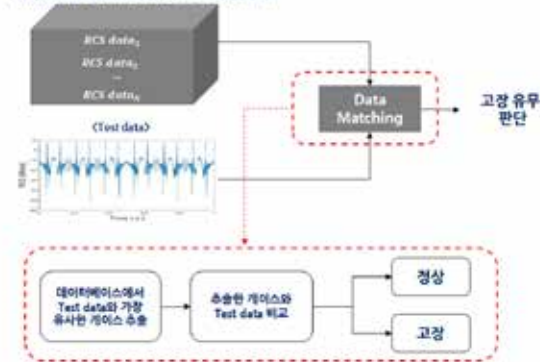 RCS data₁
RCS data₂
...
RCS data_N
Data
Matching
고장 유무
판단
(Test data)
데이터베이스에서
Test data와 가장
유사한 케이스 추출
추출한 케이스와
Test data 비교
정상
고장